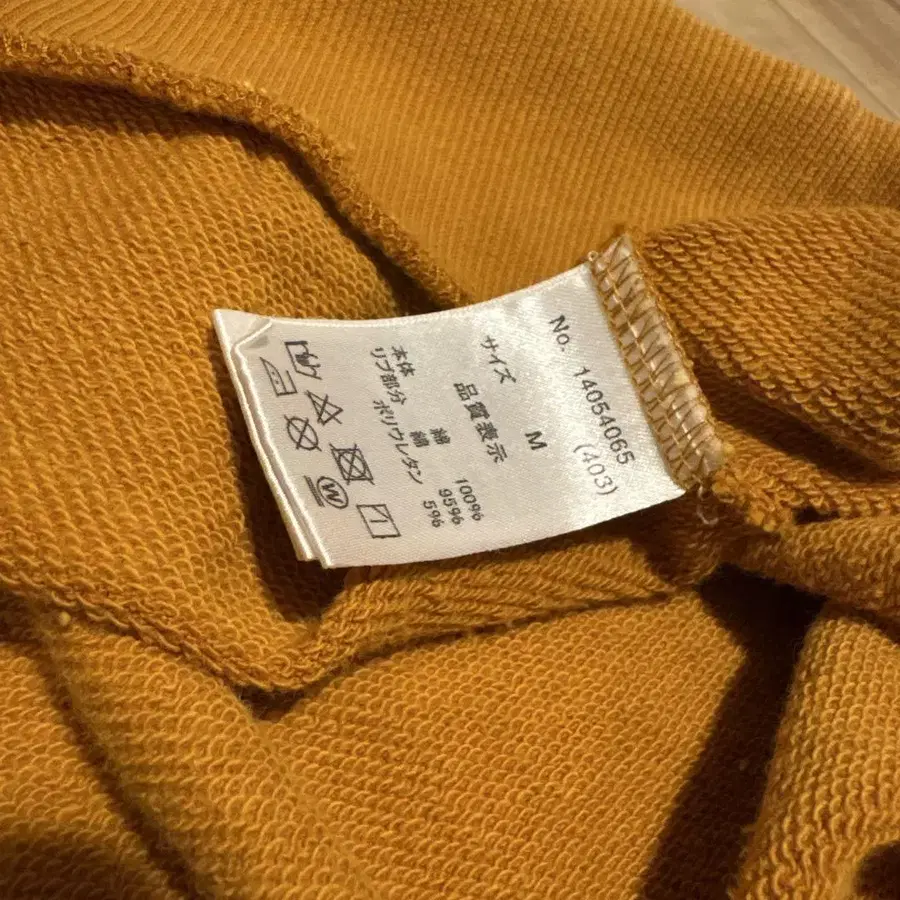 No. 14054065
(403)
サイズ M
品質表示
本体 綿 100%
リブ部分 綿 95%
ポリウレタン 5%